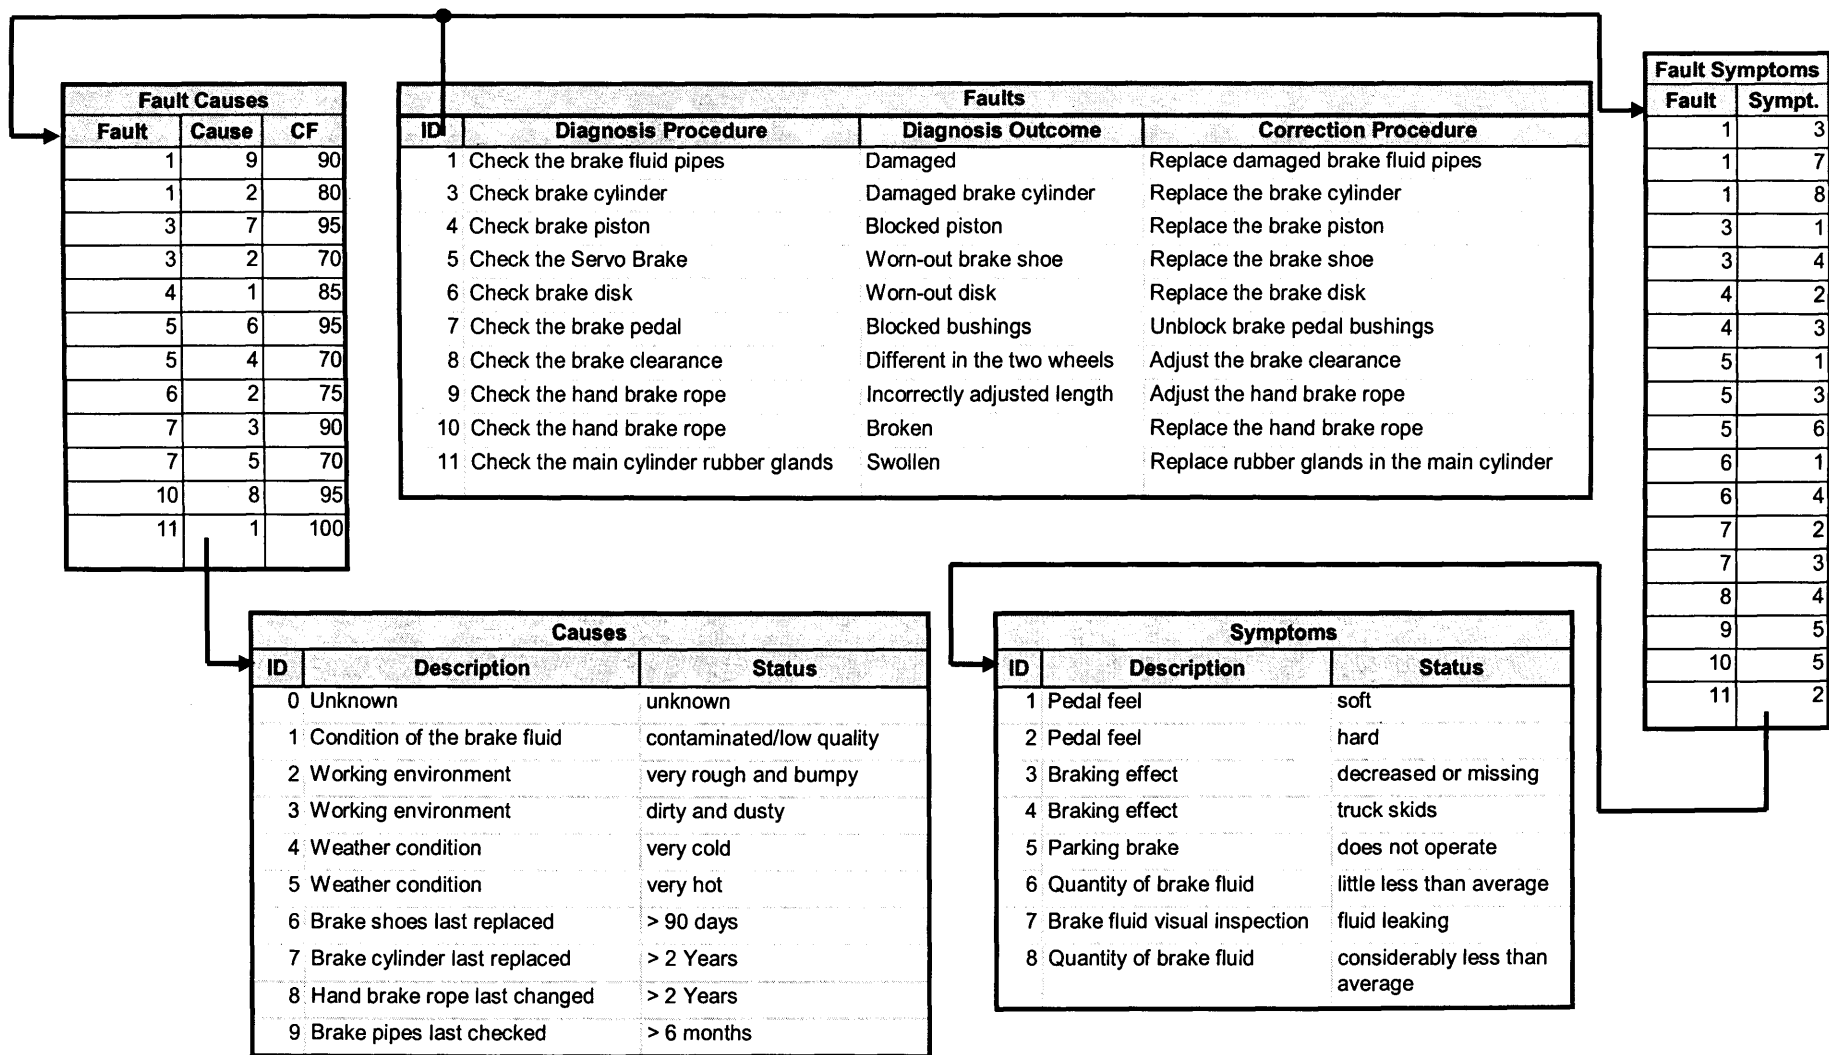 Fault Causes
Fault Cause CF
1 9 90
1 2 80
3 7 95
3 2 70
4 1 85
5 6 95
5 4 70
6 2 75
7 3 90
7 5 70
10 8 95
11 1 100
Faults
ID Diagnosis Procedure Diagnosis Outcome Correction Procedure
1 Check the brake fluid pipes Damaged Replace damaged brake fluid pipes
3 Check brake cylinder Damaged brake cylinder Replace the brake cylinder
4 Check brake piston Blocked piston Replace the brake piston
5 Check the Servo Brake Worn-out brake shoe Replace the brake shoe
6 Check brake disk Worn-out disk Replace the brake disk
7 Check the brake pedal Blocked bushings Unblock brake pedal bushings
8 Check the brake clearance Different in the two wheels Adjust the brake clearance
9 Check the hand brake rope Incorrectly adjusted length Adjust the hand brake rope
10 Check the hand brake rope Broken Replace the hand brake rope
11 Check the main cylinder rubber glands Swollen Replace rubber glands in the main cylinder
Fault Symptoms
Fault Sympt.
1 3
1 7
1 8
3 1
3 4
4 2
4 3
5 1
5 3
5 6
6 1
6 4
7 2
7 3
8 4
9 5
10 5
11 2
Causes
ID Description Status
0 Unknown unknown
1 Condition of the brake fluid contaminated/low quality
2 Working environment very rough and bumpy
3 Working environment dirty and dusty
4 Weather condition very cold
5 Weather condition very hot
6 Brake shoes last replaced > 90 days
7 Brake cylinder last replaced > 2 Years
8 Hand brake rope last changed > 2 Years
9 Brake pipes last checked > 6 months
Symptoms
ID Description Status
1 Pedal feel soft
2 Pedal feel hard
3 Braking effect decreased or missing
4 Braking effect truck skids
5 Parking brake does not operate
6 Quantity of brake fluid little less than average
7 Brake fluid visual inspection fluid leaking
8 Quantity of brake fluid considerably less than
average